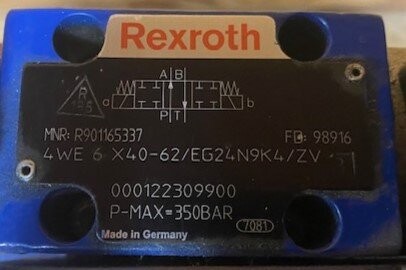 Rexroth
A B
a b
P T
MNR: R901165337 FD: 98916
4WE 6 X40-62/EG24N9K4/ZV
000122309900
P-MAX=350BAR
7081
Made in Germany